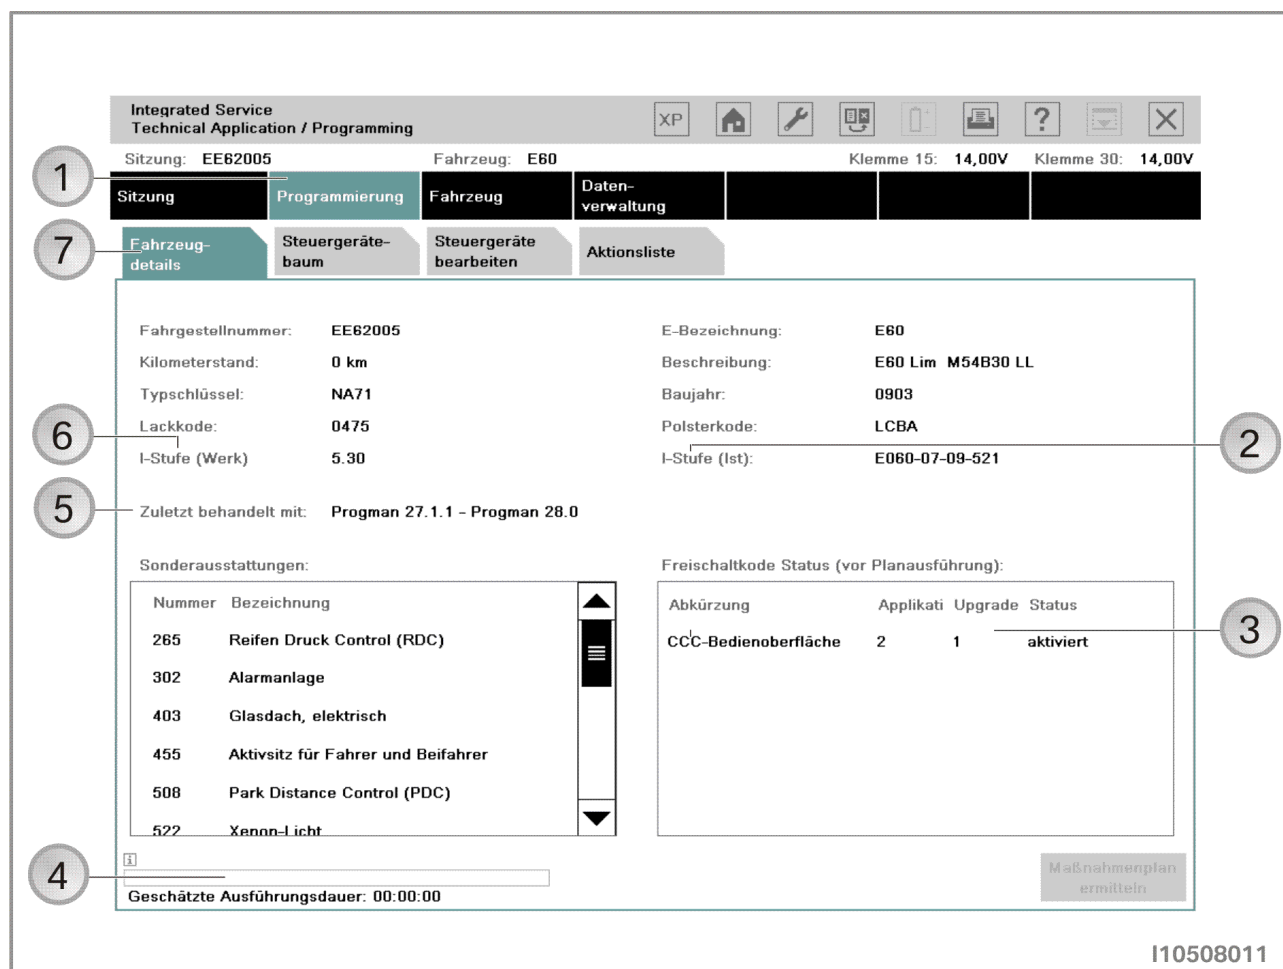 Integrated Service
Technical Application / Programming
XP
?
Sitzung: EE62005 Fahrzeug: E60 Klemme 15: 14,00V Klemme 30: 14,00V
1
Sitzung Programmierung Fahrzeug Daten-
verwaltung
7
Fahrzeug-
details
Steuergeräte-
baum
Steuergeräte
bearbeiten
Aktionsliste
Fahrgestellnummer: EE62005 E-Bezeichnung: E60
Kilometerstand: 0 km Beschreibung: E60 Lim M54B30 LL
Typschlüssel: NA71 Baujahr: 0903
Lackkode: 0475 Polsterkode: LCBA
6 2
I-Stufe (Werk) 5.30 I-Stufe (Ist): E060-07-09-521
5 Zuletzt behandelt mit: Progman 27.1.1 - Progman 28.0
Sonderausstattungen: Freischaltkode Status (vor Planausführung):
Nummer Bezeichnung Abkürzung Applikati Upgrade Status
265 Reifen Druck Control (RDC) CCC-Bedienoberfläche 2 1 aktiviert
3
302 Alarmanlage
403 Glasdach, elektrisch
455 Aktivsitz für Fahrer und Beifahrer
508 Park Distance Control (PDC)
522 Xenon-Licht
i
4
Maßnahmenplan
ermitteln
Geschätzte Ausführungsdauer: 00:00:00
I10508011